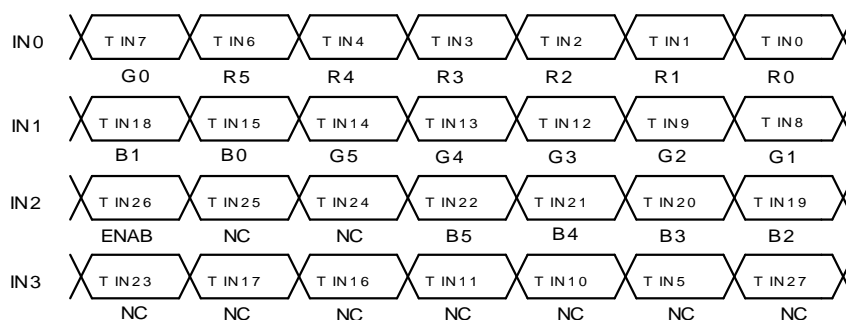 IN0 T IN7 T IN6 T IN4 T IN3 T IN2 T IN1 T IN0
G0 R5 R4 R3 R2 R1 R0
IN1 T IN18 T IN15 T IN14 T IN13 T IN12 T IN9 T IN8
B1 B0 G5 G4 G3 G2 G1
IN2 T IN26 T IN25 T IN24 T IN22 T IN21 T IN20 T IN19
ENAB NC NC B5 B4 B3 B2
IN3 T IN23 T IN17 T IN16 T IN11 T IN10 T IN5 T IN27
NC NC NC NC NC NC NC